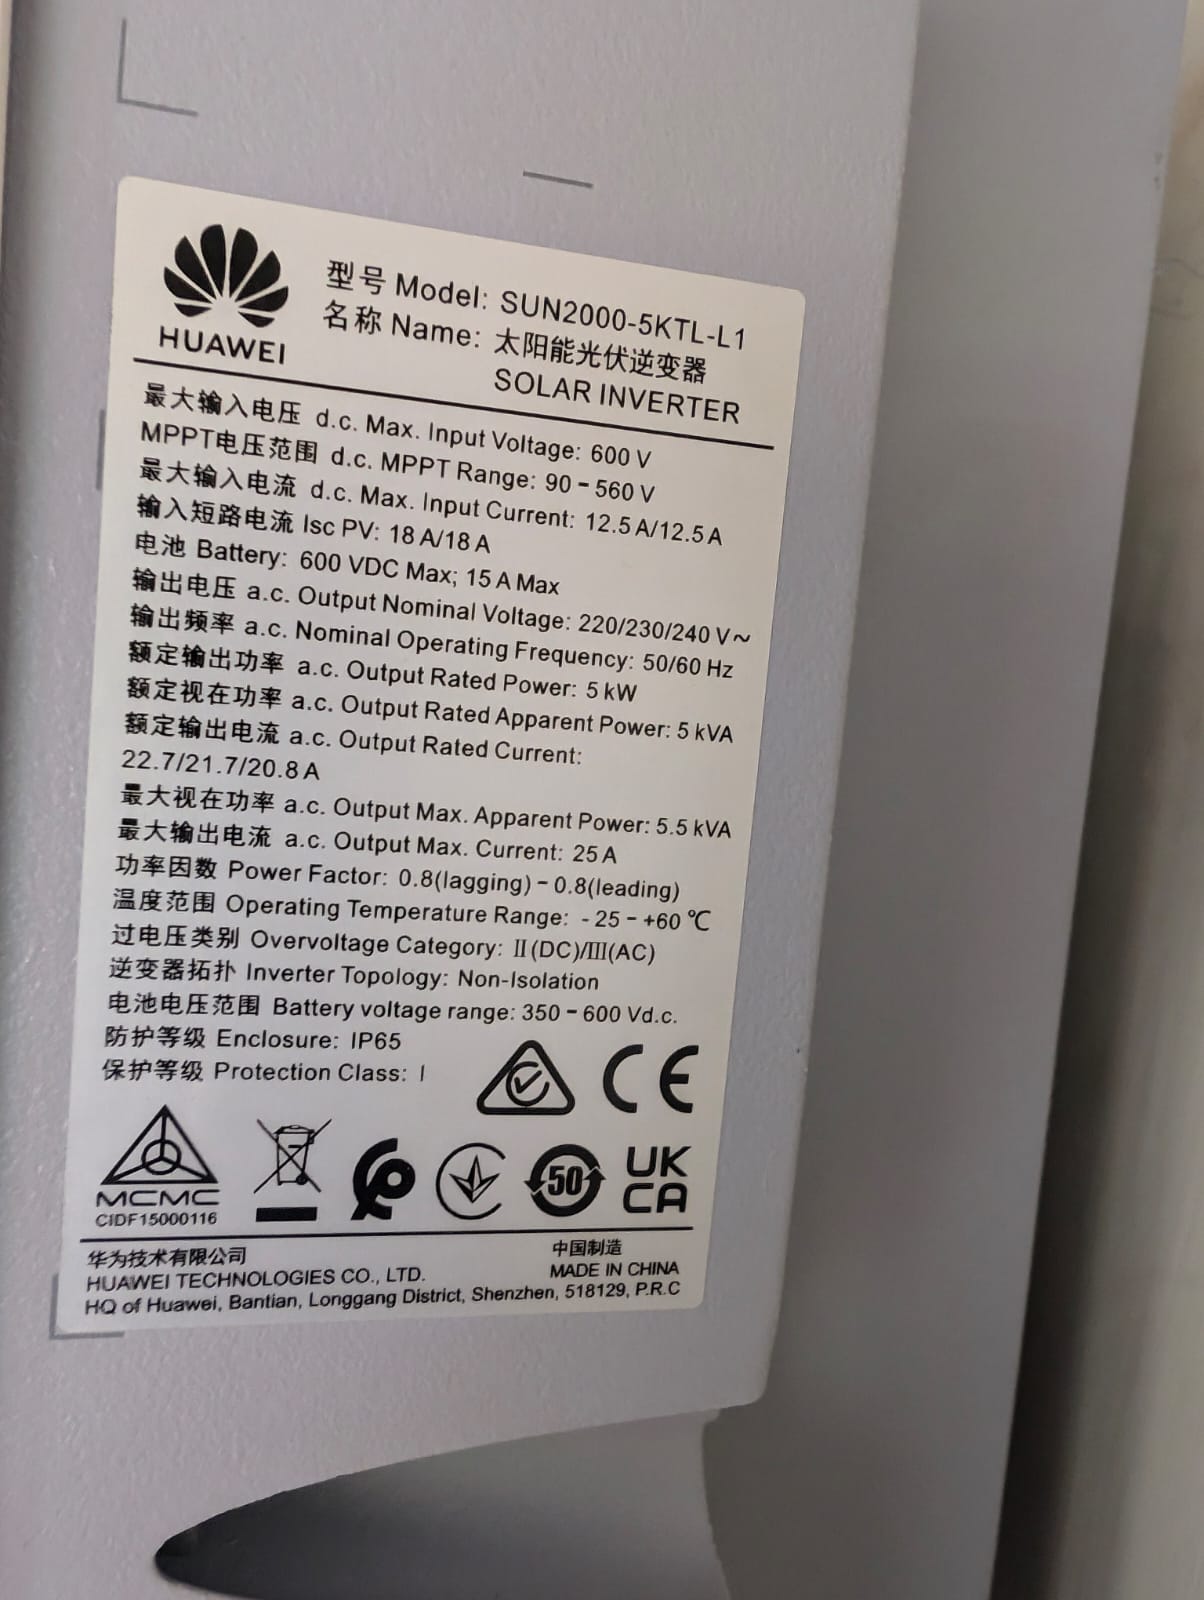 HUAWEI
型号 Model: SUN2000-5KTL-L1
名称 Name: 太阳能光伏逆变器
SOLAR INVERTER
最大输入电压 d.c. Max. Input Voltage: 600 V
MPPT电压范围 d.c. MPPT Range: 90 - 560 V
最大输入电流 d.c. Max. Input Current: 12.5 A/12.5 A
输入短路电流 Isc PV: 18 A/18 A
电池 Battery: 600 VDC Max; 15 A Max
输出电压 a.c. Output Nominal Voltage: 220/230/240 V~
输出频率 a.c. Nominal Operating Frequency: 50/60 Hz
额定输出功率 a.c. Output Rated Power: 5 kW
额定视在功率 a.c. Output Rated Apparent Power: 5 kVA
额定输出电流 a.c. Output Rated Current:
22.7/21.7/20.8 A
最大视在功率 a.c. Output Max. Apparent Power: 5.5 kVA
最大输出电流 a.c. Output Max. Current: 25 A
功率因数 Power Factor: 0.8(lagging) - 0.8(leading)
温度范围 Operating Temperature Range: - 25 - +60 ℃
过电压类别 Overvoltage Category: Ⅱ(DC)/Ⅲ(AC)
逆变器拓扑 Inverter Topology: Non-Isolation
电池电压范围 Battery voltage range: 350 - 600 Vd.c.
防护等级 Enclosure: IP65
保护等级 Protection Class: Ⅰ
CE
MCMC
CIDF15000116
50
UK
CA
华为技术有限公司
HUAWEI TECHNOLOGIES CO., LTD.
中国制造
MADE IN CHINA
HQ of Huawei, Bantian, Longgang District, Shenzhen, 518129, P.R.C